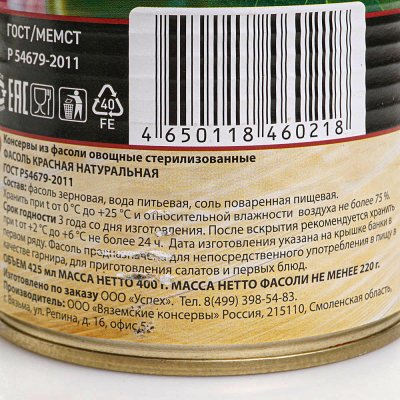 ГОСТ/МЕМСТ
Р 54679-2011
EAC
40
FE
4 650118 460218
Консервы из фасоли овощные стерилизованные
ФАСОЛЬ КРАСНАЯ НАТУРАЛЬНАЯ
ГОСТ Р54679-2011
Состав: фасоль зерновая, вода питьевая, соль поваренная пищевая.
Хранить при t от 0 °С до +25 °С и относительной влажности воздуха не более 75 %.
Срок годности 3 года со дня изготовления. После вскрытия рекомендуется хранить
при t от +2 °С до +6 °С не более 24 ч. Дата изготовления указана на крышке банки в
первом ряду. Фасоль предназначена для непосредственного употребления в пищу в
качестве гарнира, для приготовления салатов и первых блюд.
ОБЪЕМ 425 мл МАССА НЕТТО 400 г МАССА НЕТТО ФАСОЛИ НЕ МЕНЕЕ 220 г.
Изготовлено по заказу ООО «Успех». Тел. 8(499) 398-54-83.
Производитель: ООО «Вяземские консервы» Россия, 215110, Смоленская область,
г. Вязьма, ул. Репина, д. 16, офис